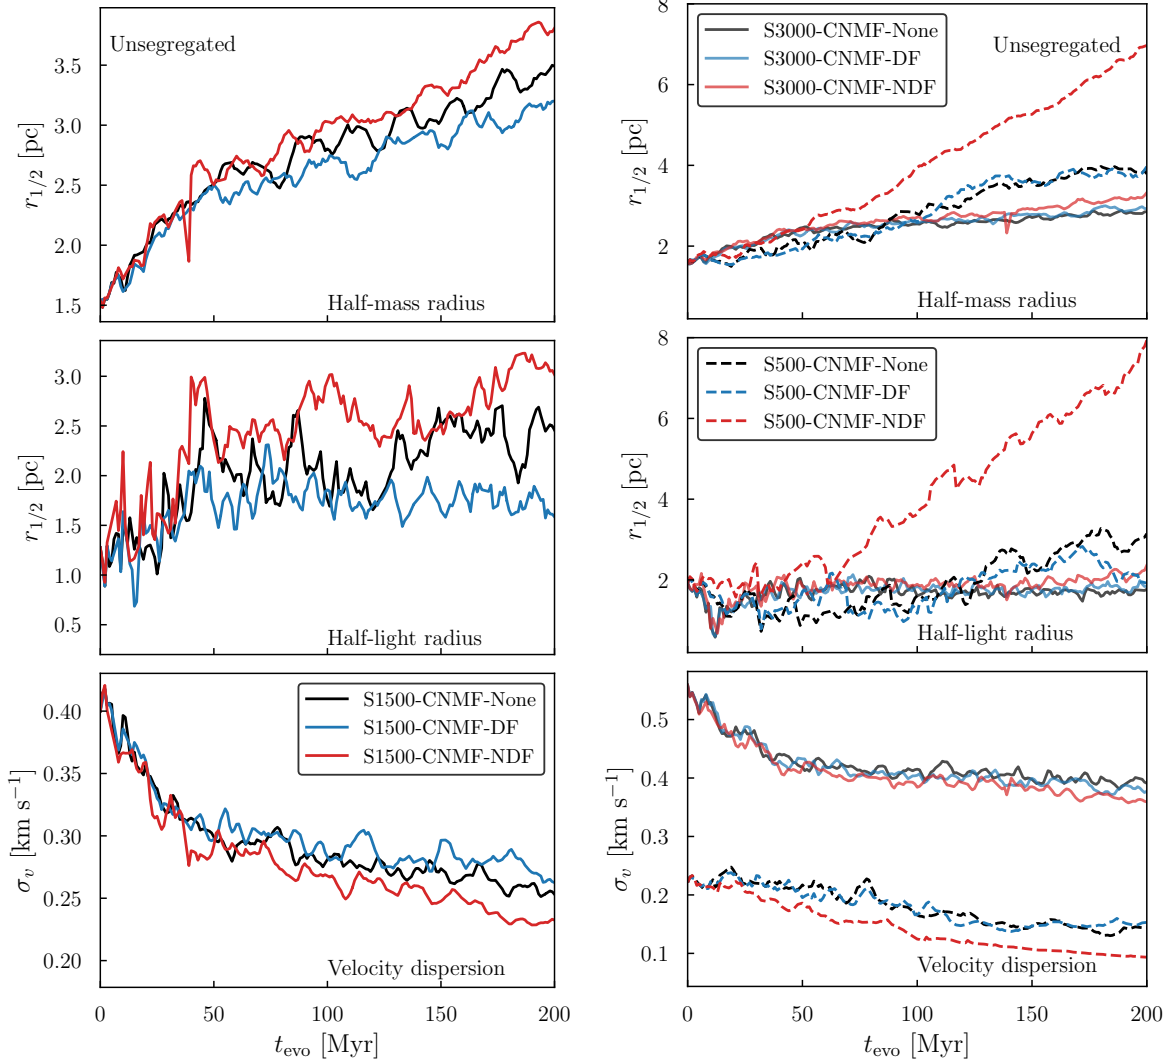 Unsegregated
3.5
3.0
2.5
2.0
1.5
r1/2 [pc]
Half-mass radius
3.0
2.5
2.0
1.5
1.0
0.5
r1/2 [pc]
Half-light radius
0.40
0.35
0.30
0.25
0.20
σv [km s−1]
S1500-CNMF-None
S1500-CNMF-DF
S1500-CNMF-NDF
Velocity dispersion
0
50
100
150
200
tevo [Myr]
8
6
4
2
r1/2 [pc]
S3000-CNMF-None
S3000-CNMF-DF
S3000-CNMF-NDF
Unsegregated
Half-mass radius
8
6
4
2
r1/2 [pc]
S500-CNMF-None
S500-CNMF-DF
S500-CNMF-NDF
Half-light radius
0.5
0.4
0.3
0.2
0.1
σv [km s−1]
Velocity dispersion
0
50
100
150
200
tevo [Myr]